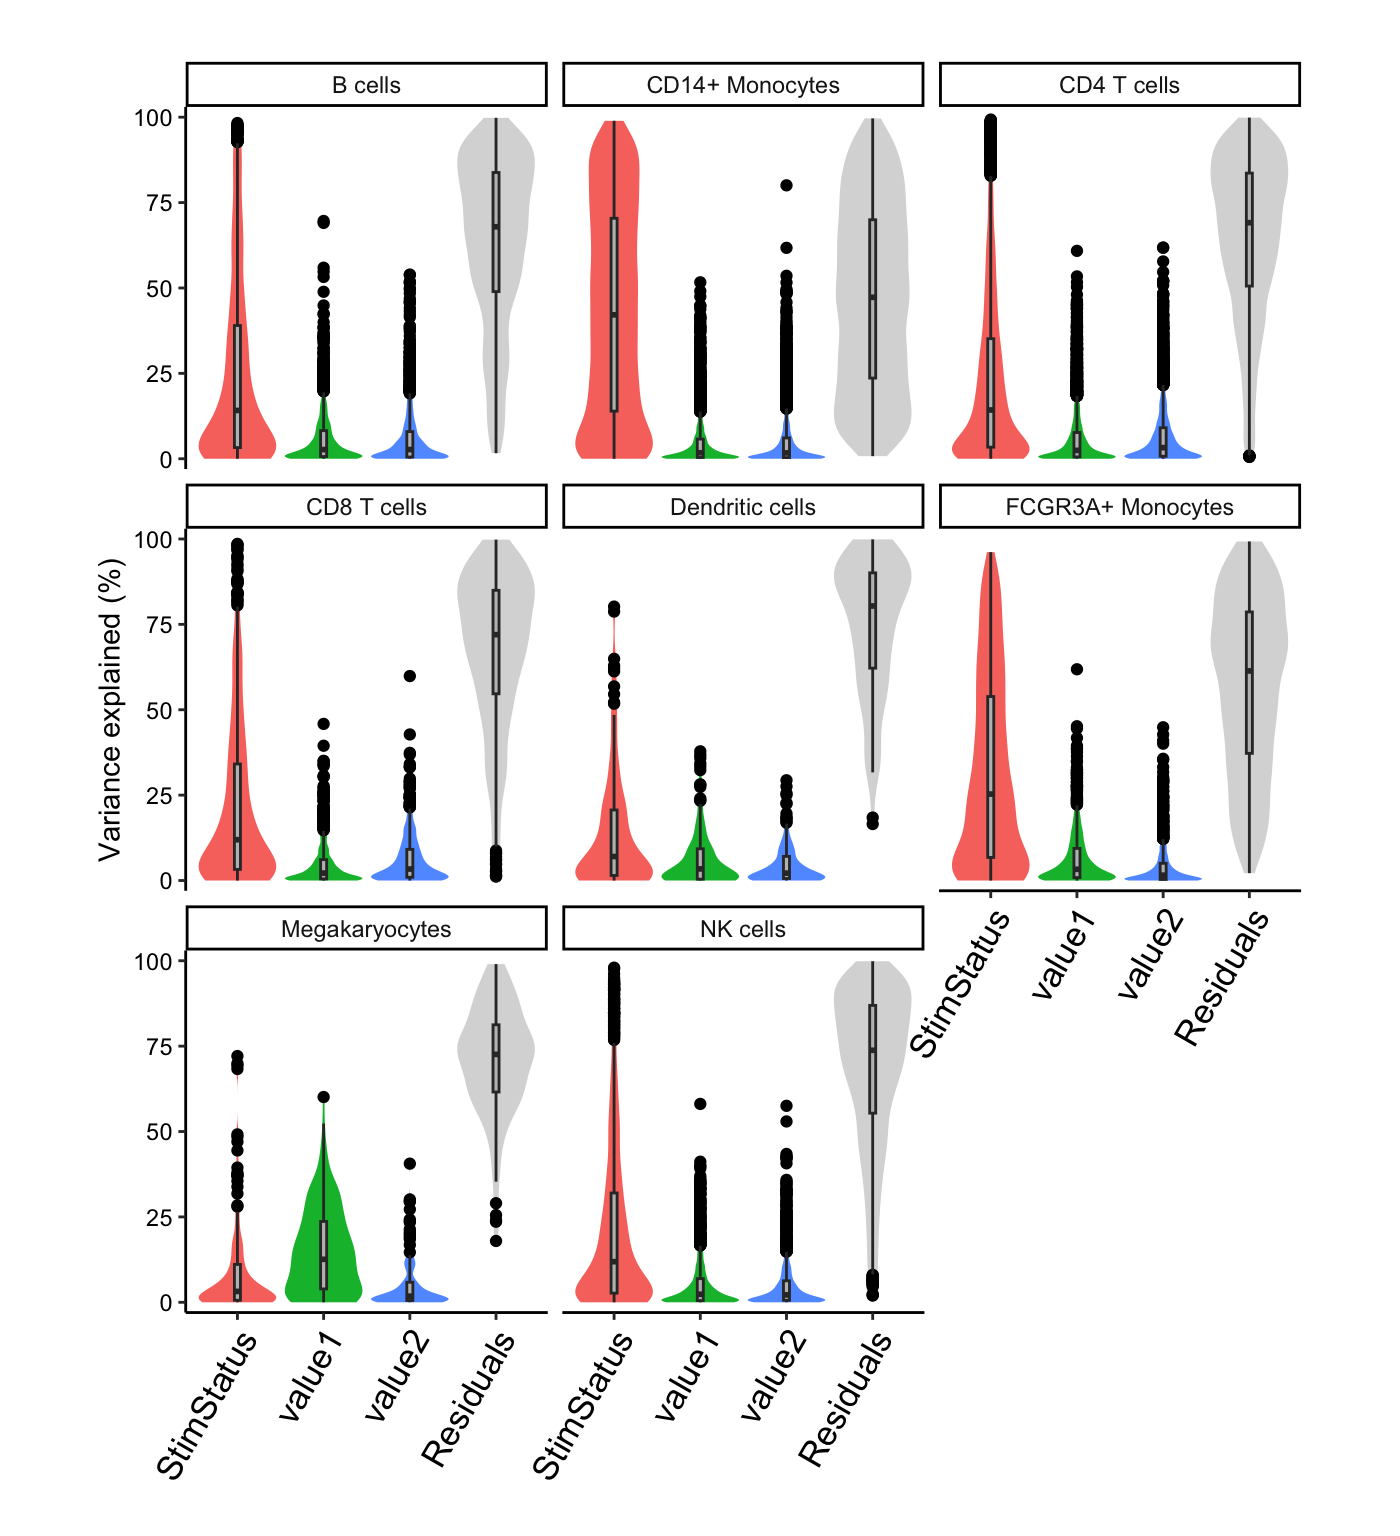 B cells
CD14+ Monocytes
CD4 T cells
100
75
50
25
0
CD8 T cells
Dendritic cells
FCGR3A+ Monocytes
Variance explained (%)
100
75
50
25
0
StimStatus
value1
value2
Residuals
Megakaryocytes
NK cells
100
75
50
25
0
StimStatus
value1
value2
Residuals
StimStatus
value1
value2
Residuals